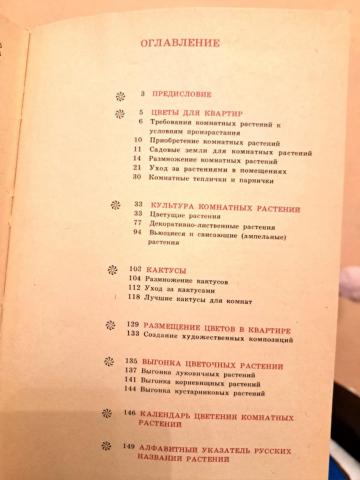 ОГЛАВЛЕНИЕ
3 ПРЕДИСЛОВИЕ
5 ЦВЕТЫ ДЛЯ КВАРТИР
6 Требования комнатных растений к
условиям произрастания
10 Приобретение комнатных растений
11 Садовые земли для комнатных растений
14 Размножение комнатных растений
21 Уход за растениями в помещениях
30 Комнатные теплички и парнички
33 КУЛЬТУРА КОМНАТНЫХ РАСТЕНИЙ
33 Цветущие растения
77 Декоративно-лиственные растения
94 Вьющиеся и свисающие (ампельные)
растения
103 КАКТУСЫ
104 Размножение кактусов
112 Уход за кактусами
118 Лучшие кактусы для комнат
129 РАЗМЕЩЕНИЕ ЦВЕТОВ В КВАРТИРЕ
133 Создание художественных композиций
135 ВЫГОНКА ЦВЕТОЧНЫХ РАСТЕНИЙ
137 Выгонка луковичных растений
141 Выгонка корневищных растений
144 Выгонка кустарниковых растений
146 КАЛЕНДАРЬ ЦВЕТЕНИЯ КОМНАТНЫХ
РАСТЕНИЙ
149 АЛФАВИТНЫЙ УКАЗАТЕЛЬ РУССКИХ
НАЗВАНИЙ РАСТЕНИЙ